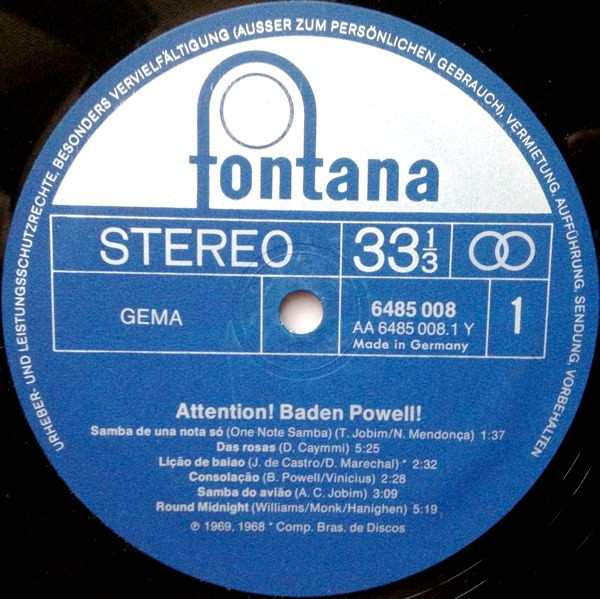 URHEBER- UND LEISTUNGSSCHUTZRECHTE, BESONDERS VERVIELFÄLTIGUNG (AUSSER ZUM PERSÖNLICHEN GEBRAUCH), VERMIETUNG, AUFFÜHRUNG, SENDUNG, VORBEHALTEN
fontana
STEREO 33⅓
GEMA
6485 008
AA 6485 008.1 Y
Made in Germany
1
Attention! Baden Powell!
Samba de una nota só (One Note Samba) (T. Jobim/N. Mendonça) 1:37
Das rosas (D. Caymmi) 5:25
Lição de baiao (J. de Castro/D. Marechal) * 2:32
Consolação (B. Powell/Vinicius) 2:28
Samba do avião (A. C. Jobim) 3:09
Round Midnight (Williams/Monk/Hanighen) 5:19
℗ 1969, 1968 * Comp. Bras. de Discos